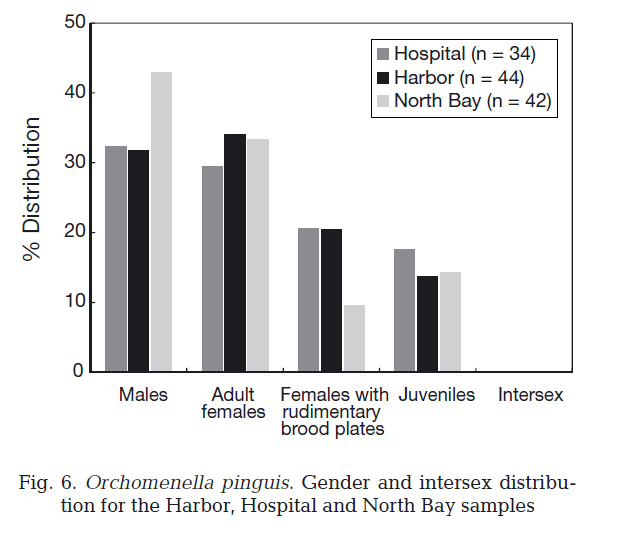 50
40
30
20
10
0
% Distribution
Hospital (n = 34)
Harbor (n = 44)
North Bay (n = 42)
Males
Adult
females
Females with
rudimentary
brood plates
Juveniles
Intersex
Fig. 6. Orchomenella pinguis. Gender and intersex distribu-
tion for the Harbor, Hospital and North Bay samples